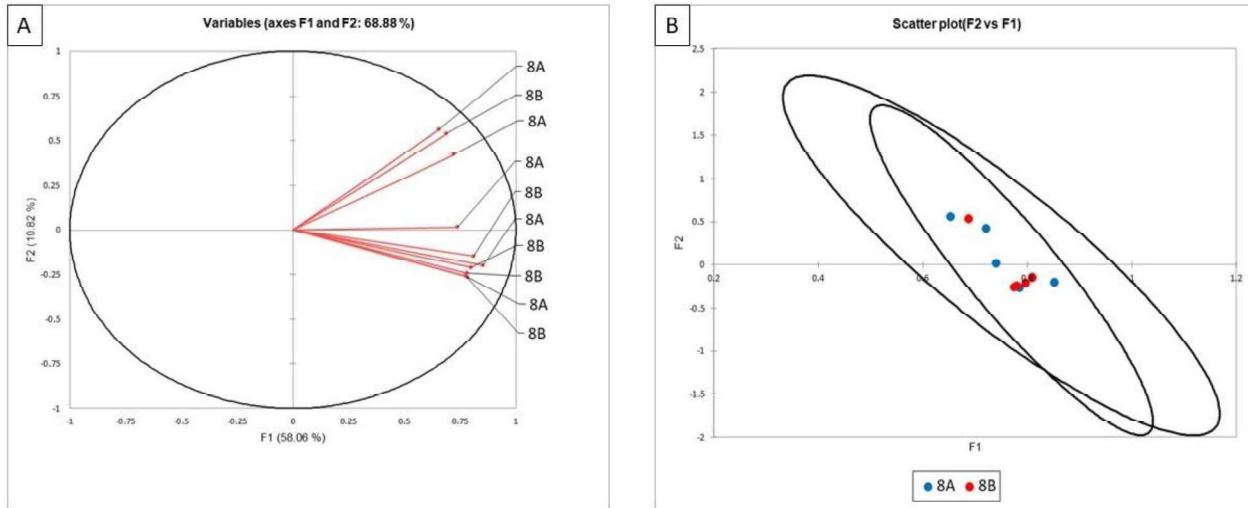 A
Variables (axes F1 and F2: 68.88 %)
1
0.75
0.5
0.25
0
-0.25
-0.5
-0.75
-1
F2 (10.82 %)
8A
8B
8A
8A
8B
8A
8B
8B
8A
8B
-1 -0.75 -0.5 -0.25 0 0.25 0.5 0.75 1
F1 (58.06 %)
B
Scatter plot(F2 vs F1)
2.5
2
1.5
1
0.5
0
-0.5
-1
-1.5
-2
F2
0.2 0.4 0.6 0.8 1 1.2
F1
8A 8B